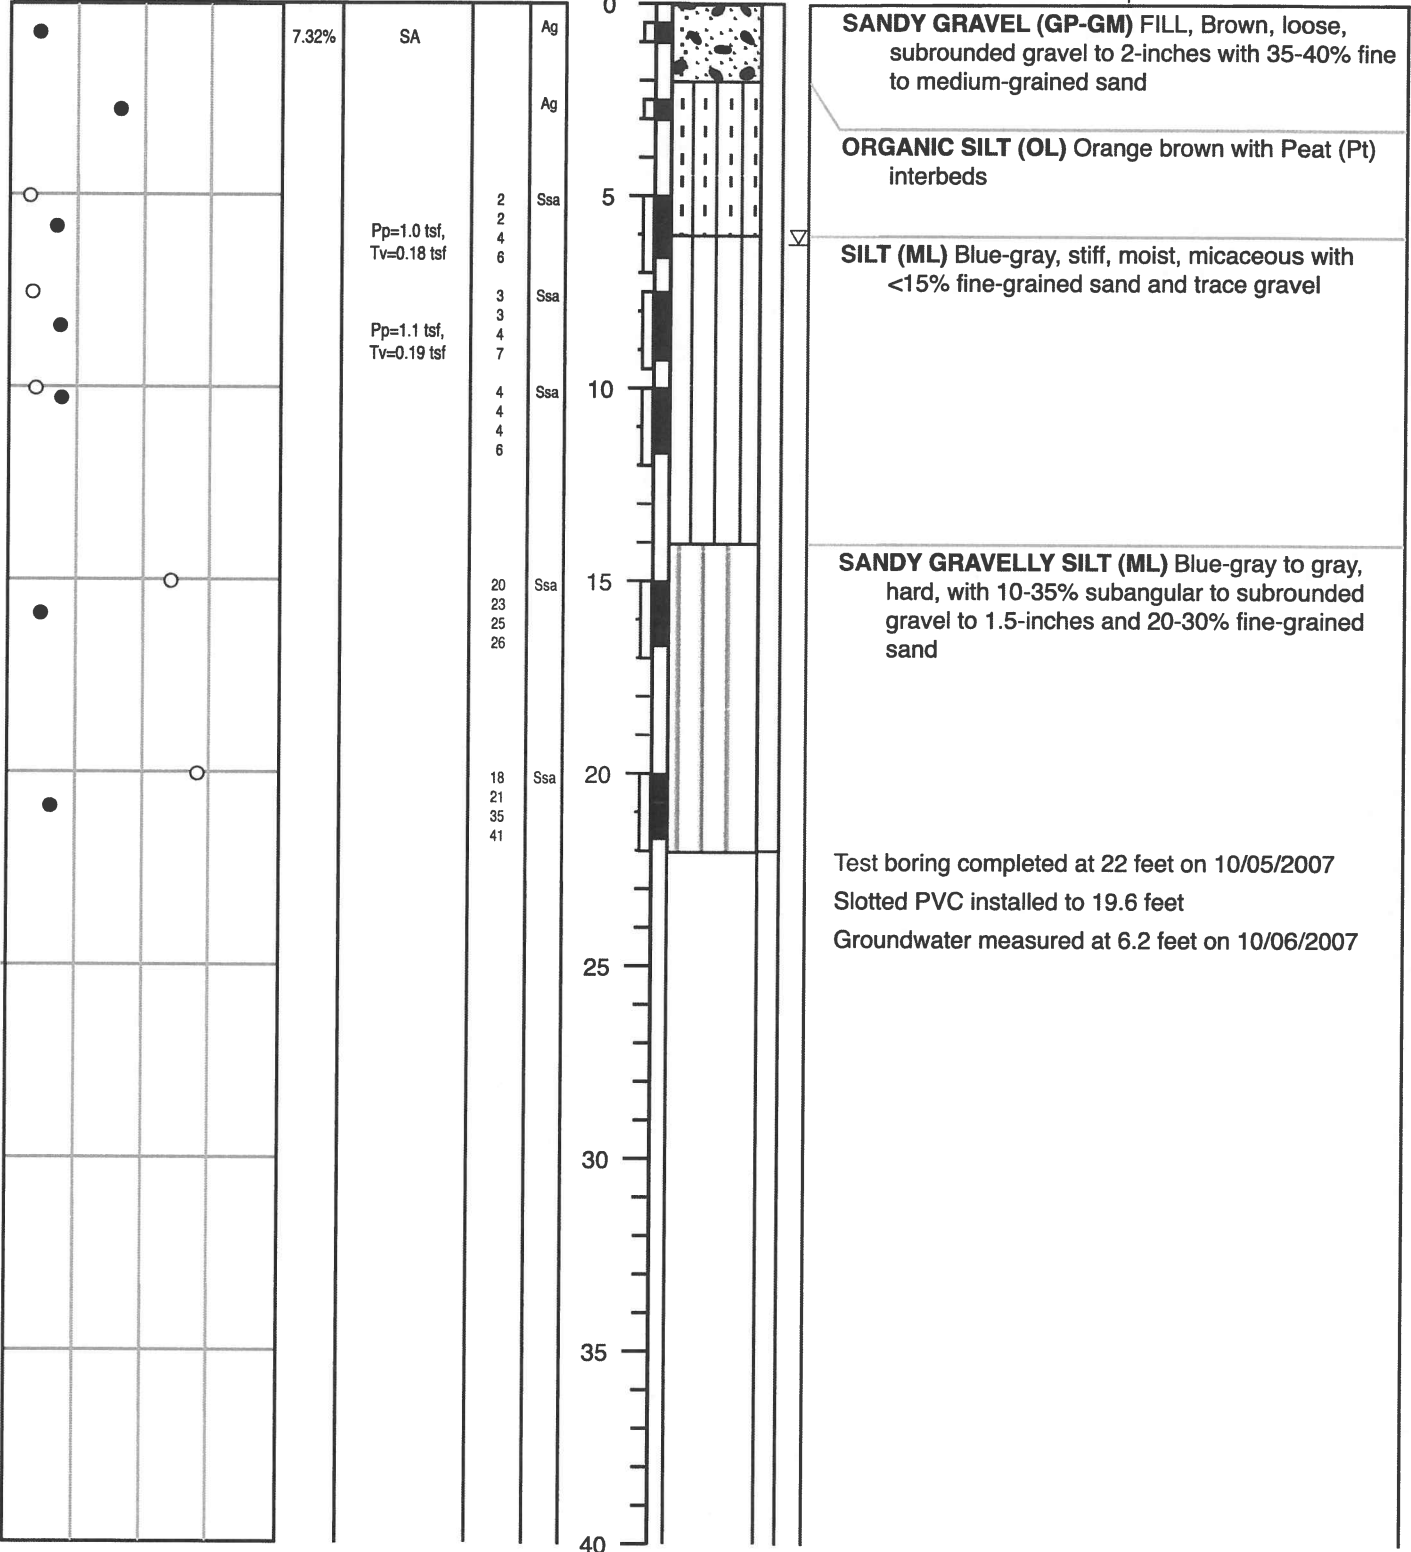 0
7.32% SA Ag
SANDY GRAVEL (GP-GM) FILL, Brown, loose,
subrounded gravel to 2-inches with 35-40% fine
to medium-grained sand
Ag
ORGANIC SILT (OL) Orange brown with Peat (Pt)
interbeds
2 Ssa 5
2
Pp=1.0 tsf,
4
Tv=0.18 tsf
6
SILT (ML) Blue-gray, stiff, moist, micaceous with
<15% fine-grained sand and trace gravel
3 Ssa
3
Pp=1.1 tsf,
4
Tv=0.19 tsf
7
4 Ssa 10
4
4
6
SANDY GRAVELLY SILT (ML) Blue-gray to gray,
hard, with 10-35% subangular to subrounded
gravel to 1.5-inches and 20-30% fine-grained
sand
20 Ssa 15
23
25
26
18 Ssa 20
21
35
41
Test boring completed at 22 feet on 10/05/2007
Slotted PVC installed to 19.6 feet
Groundwater measured at 6.2 feet on 10/06/2007
25
30
35
40